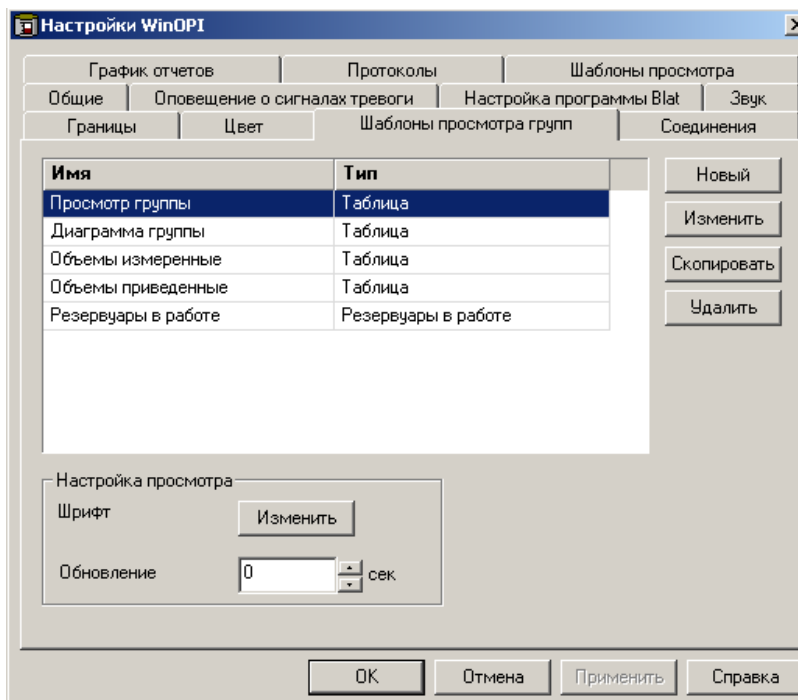 Настройки WinOPI
График отчетов Протоколы Шаблоны просмотра
Общие Оповещение о сигналах тревоги Настройка программы Blat Звук
Границы Цвет Шаблоны просмотра групп Соединения
Имя Тип
Просмотр группы Таблица
Диаграмма группы Таблица
Объемы измеренные Таблица
Объемы приведенные Таблица
Резервуары в работе Резервуары в работе
Новый
Изменить
Скопировать
Удалить
Настройка просмотра
Шрифт Изменить
Обновление 0 сек
OK Отмена Применить Справка